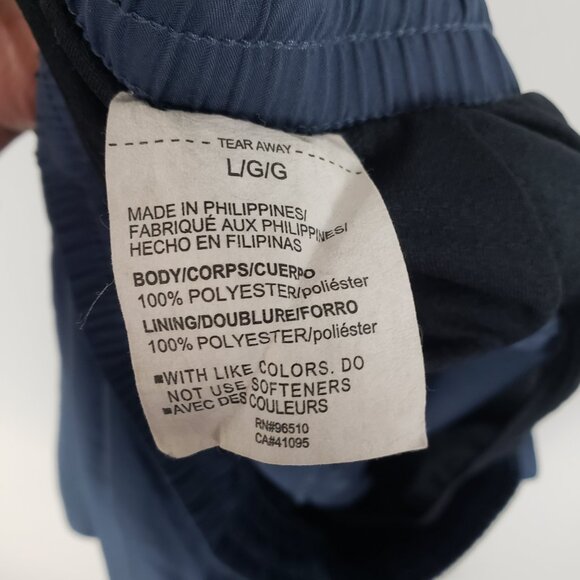 TEAR AWAY
L/G/G
MADE IN PHILIPPINES/
FABRIQUÉ AUX PHILIPPINES/
HECHO EN FILIPINAS
BODY/CORPS/CUERPO
100% POLYESTER/poliéster
LINING/DOUBLURE/FORRO
100% POLYESTER/poliéster
■WITH LIKE COLORS. DO
NOT USE SOFTENERS
■AVEC DES COULEURS
RN#96510
CA#41095